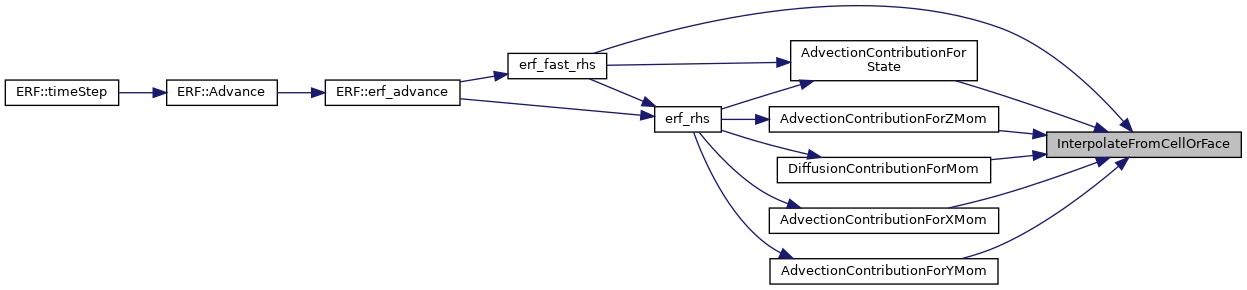 ERF::timeStep
ERF::Advance
ERF::erf_advance
erf_fast_rhs
erf_rhs
AdvectionContributionFor
State
AdvectionContributionForZMom
DiffusionContributionForMom
AdvectionContributionForXMom
AdvectionContributionForYMom
InterpolateFromCellOrFace